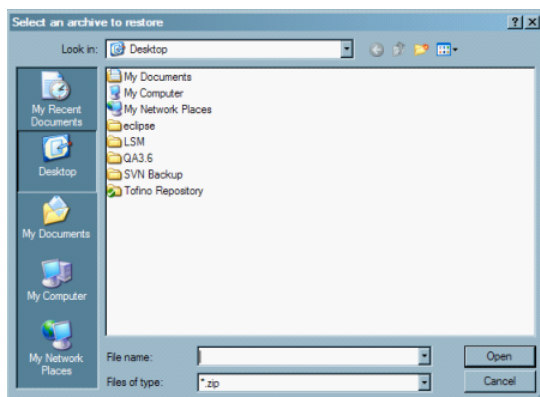 Select an archive to restore
Look in: Desktop
My Recent Documents
Desktop
My Documents
My Computer
My Network Places
My Documents
My Computer
My Network Places
eclipse
LSM
QA3.6
SVN Backup
Tofino Repository
File name:
Open
Files of type: *.zip
Cancel